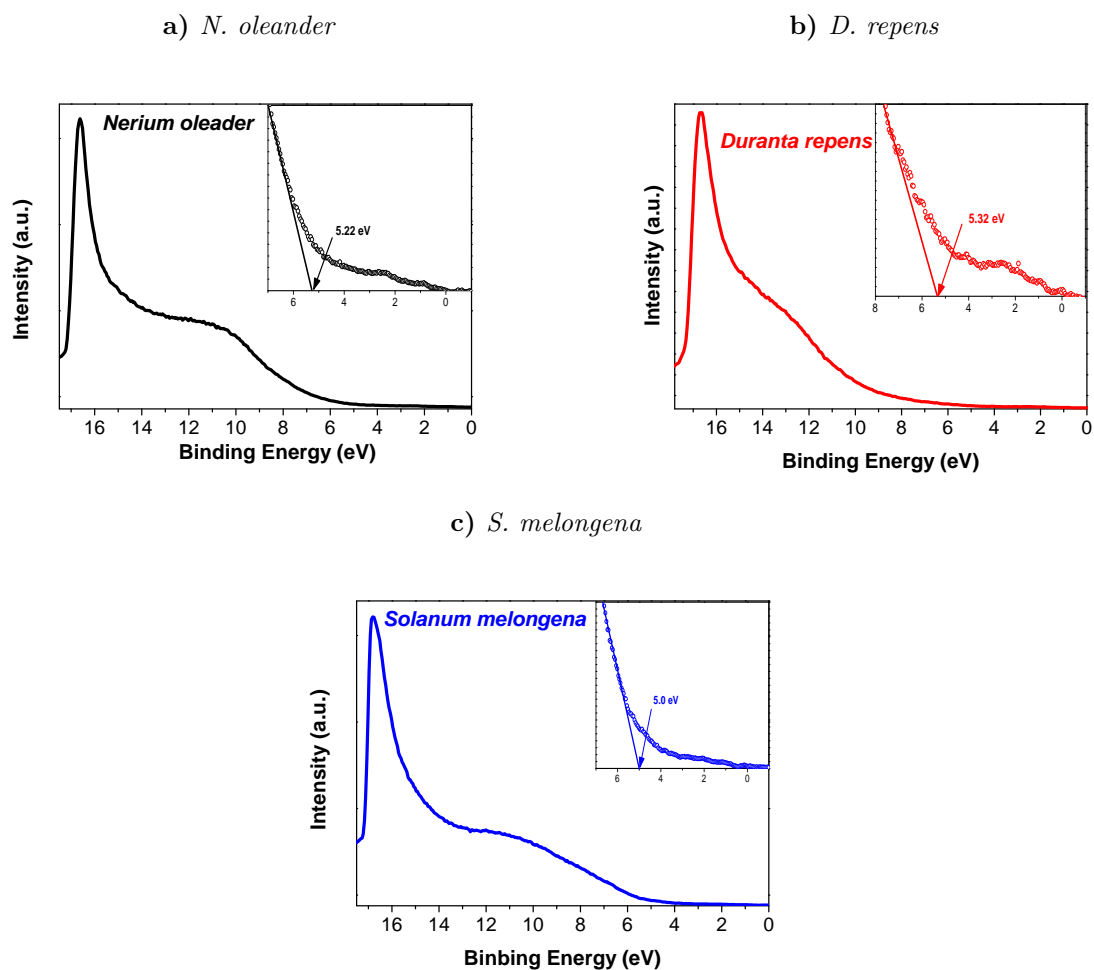 a) N. oleander
b) D. repens
Nerium oleader
5.22 eV
6 4 2 0
Intensity (a.u.)
16 14 12 10 8 6 4 2 0
Binding Energy (eV)
Duranta repens
5.32 eV
8 6 4 2 0
Intensity (a.u.)
16 14 12 10 8 6 4 2 0
Binding Energy (eV)
c) S. melongena
Solanum melongena
5.0 eV
6 4 2 0
Intensity (a.u.)
16 14 12 10 8 6 4 2 0
Binbing Energy (eV)